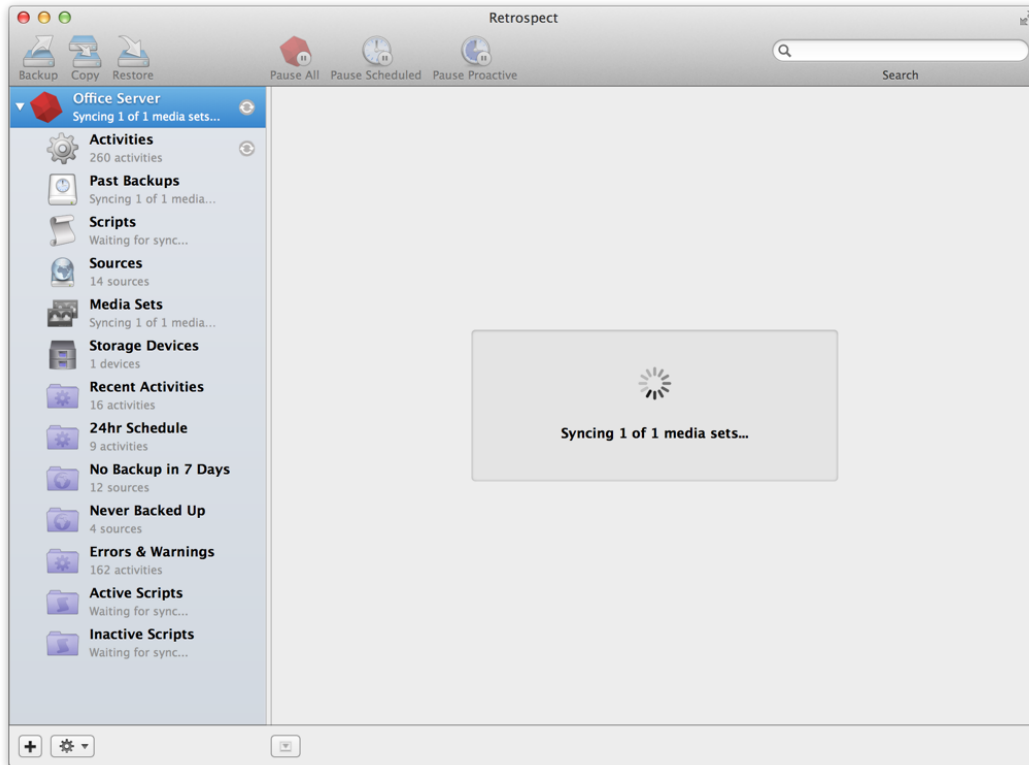 Retrospect
Backup
Copy
Restore
Pause All
Pause Scheduled
Pause Proactive
Search
Office Server
Syncing 1 of 1 media sets...
Activities
260 activities
Past Backups
Syncing 1 of 1 media...
Scripts
Waiting for sync...
Sources
14 sources
Media Sets
Syncing 1 of 1 media...
Storage Devices
1 devices
Recent Activities
16 activities
24hr Schedule
9 activities
No Backup in 7 Days
12 sources
Never Backed Up
4 sources
Errors & Warnings
162 activities
Active Scripts
Waiting for sync...
Inactive Scripts
Waiting for sync...
Syncing 1 of 1 media sets...